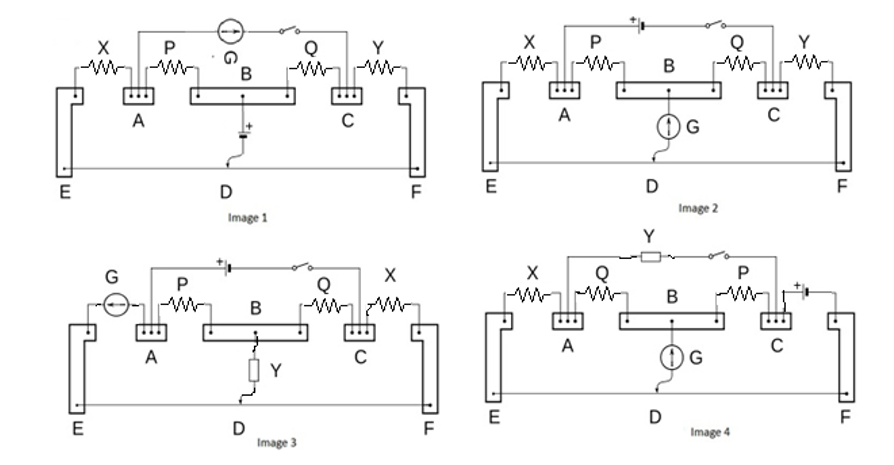 G
X P Q Y
B
A C
E D F
Image 1
+
+
X P Q Y
B
A C
G
E D F
Image 2
+
G P Q X
B
A C
Y
E D F
Image 3
Y
X Q P
+
B
A C
G
E D F
Image 4